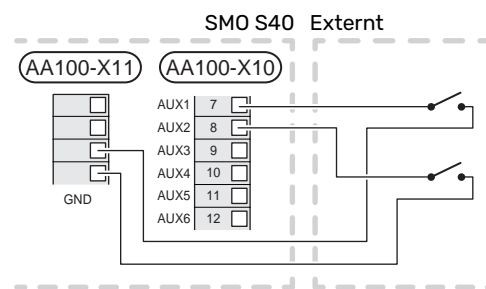 SMO S40 Externt
AA100-X11 AA100-X10
AUX1 7
AUX2 8
AUX3 9
AUX4 10
AUX5 11
AUX6 12
GND